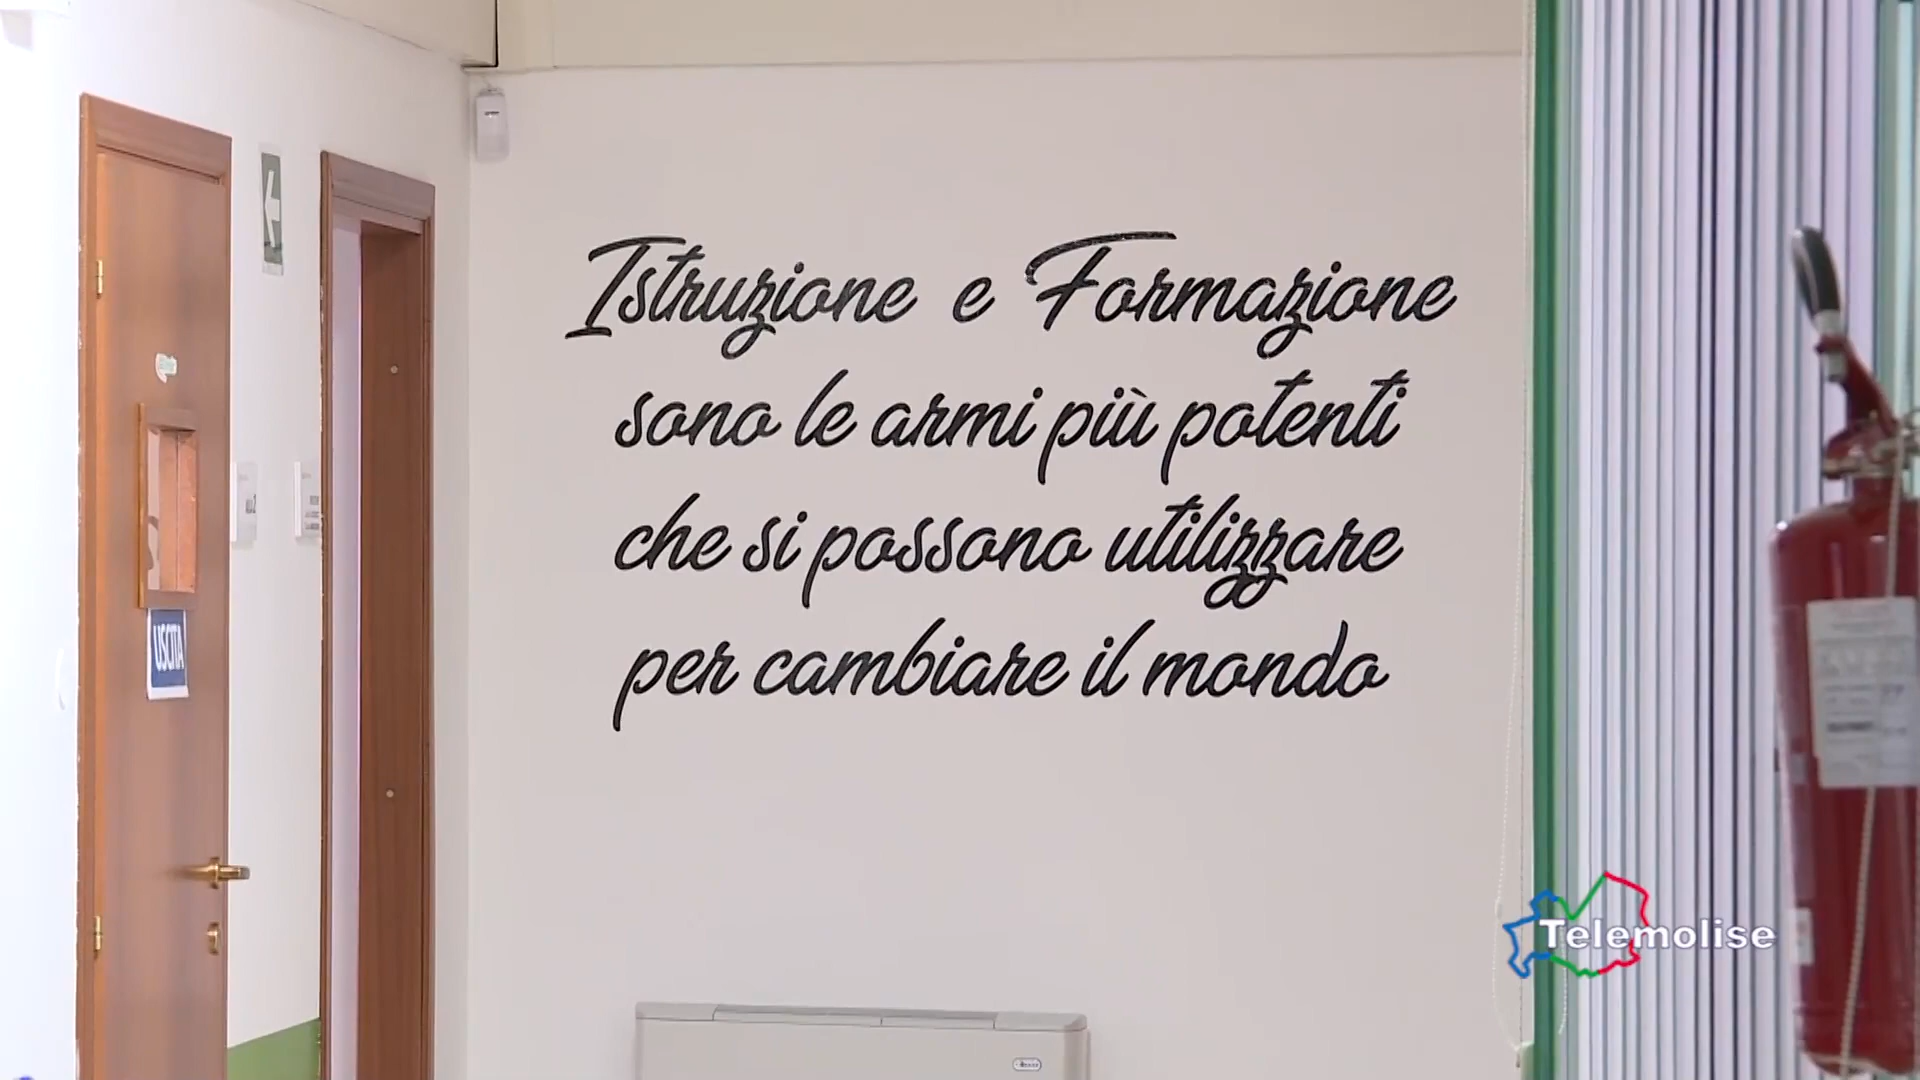 Istruzione e Formazione
sono le armi più potenti
che si possono utilizzare
per cambiare il mondo
USCITA
Telemolise